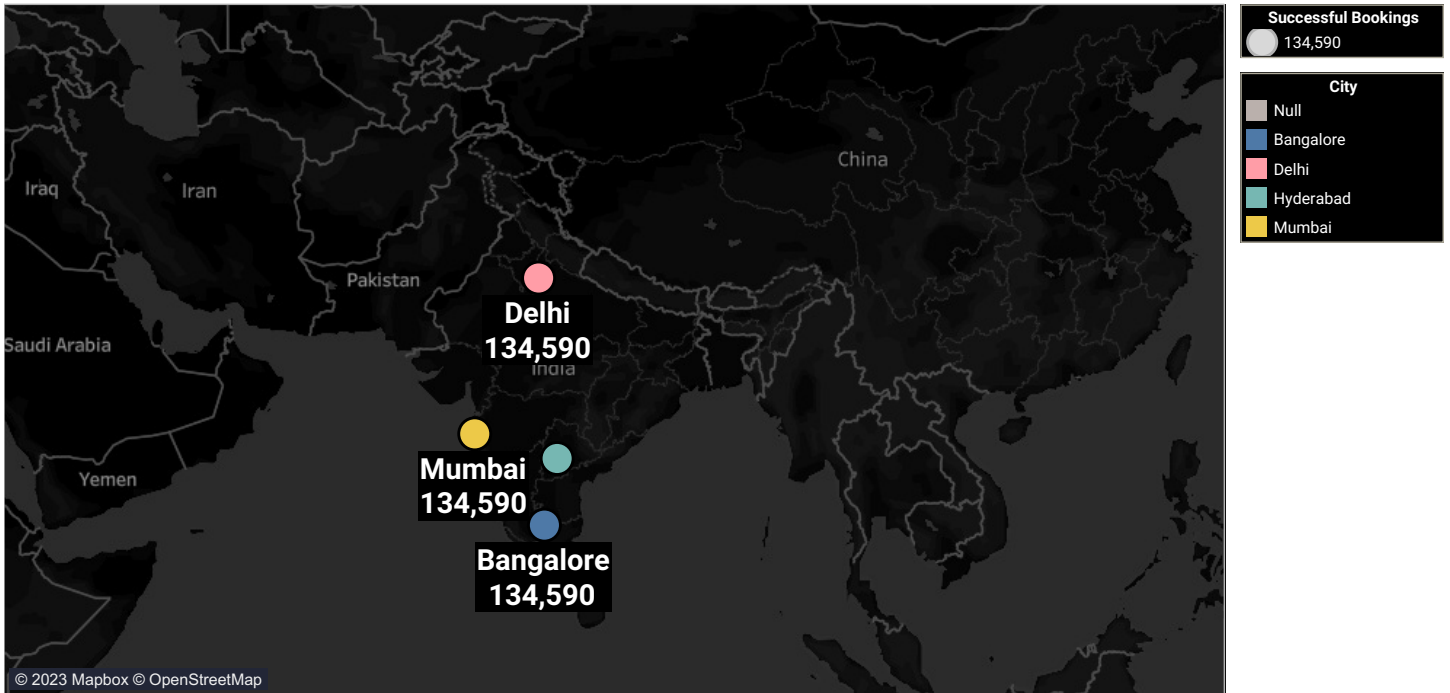 Successful Bookings
134,590
City
Null
Bangalore
Delhi
Hyderabad
Mumbai
China
Iraq
Iran
Pakistan
Delhi
134,590
India
Saudi Arabia
Mumbai
134,590
Yemen
Bangalore
134,590
© 2023 Mapbox © OpenStreetMap